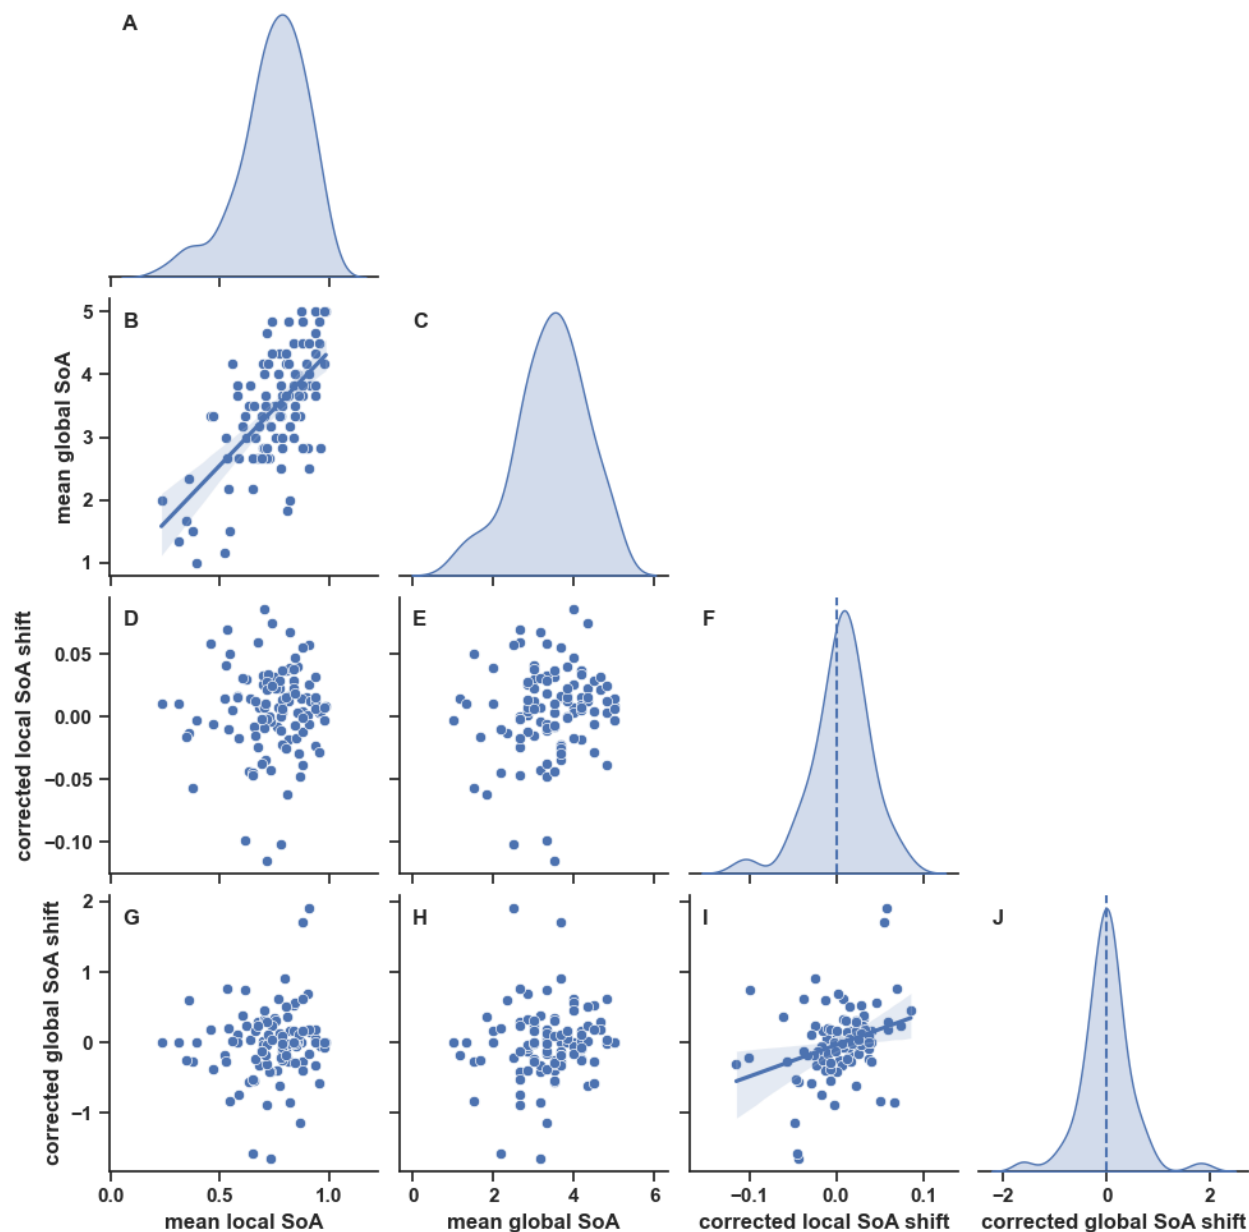 A
B
C
5
4
3
2
1
mean global SoA
D
E
F
0.05
0.00
−0.05
−0.10
corrected local SoA shift
G
H
I
J
2
1
0
−1
corrected global SoA shift
0.0
0.5
1.0
0
2
4
6
−0.1
0.0
0.1
−2
0
2
mean local SoA
mean global SoA
corrected local SoA shift
corrected global SoA shift